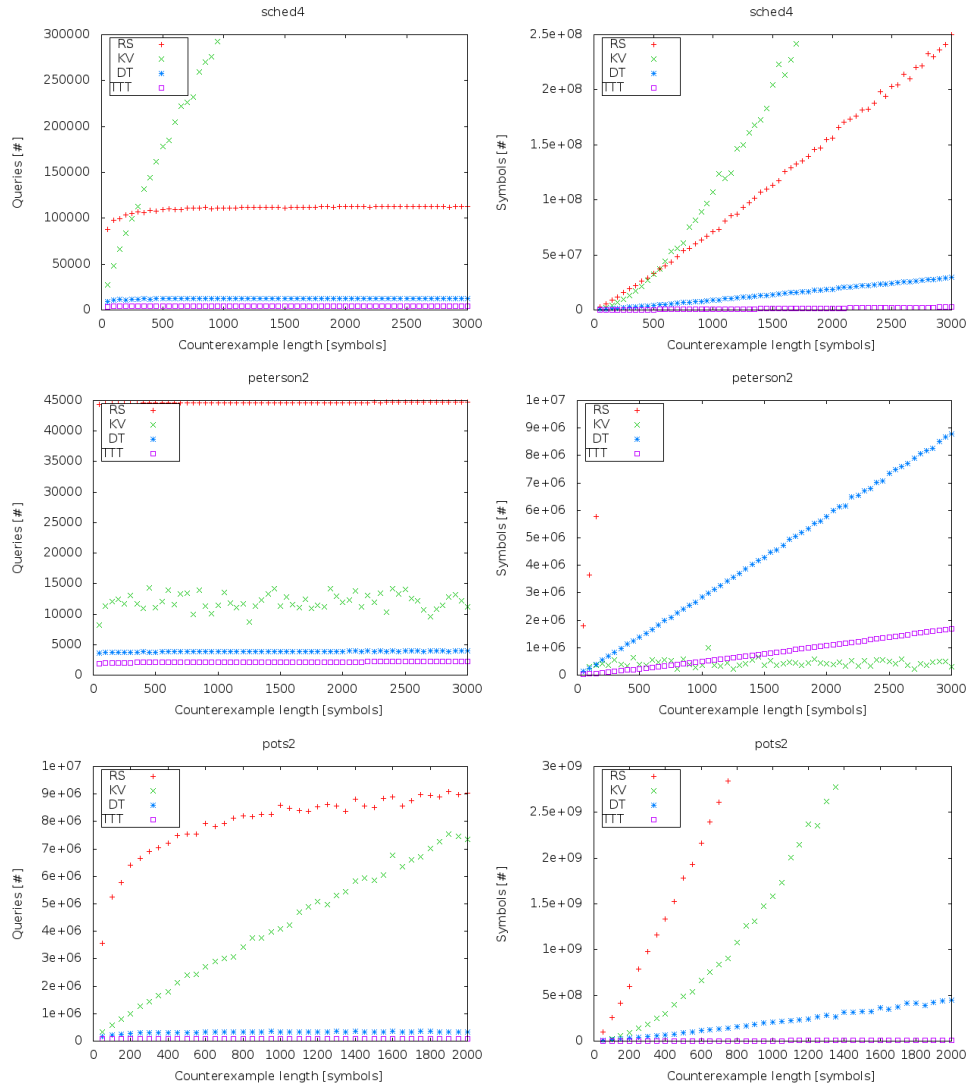 sched4
300000
250000
200000
150000
100000
50000
0
Queries [#]
RS
KV
DT
TTT
0 500 1000 1500 2000 2500 3000
Counterexample length [symbols]
sched4
2.5e+08
2e+08
1.5e+08
1e+08
5e+07
0
Symbols [#]
RS
KV
DT
TTT
0 500 1000 1500 2000 2500 3000
Counterexample length [symbols]
peterson2
45000
40000
35000
30000
25000
20000
15000
10000
5000
0
Queries [#]
RS
KV
DT
TTT
0 500 1000 1500 2000 2500 3000
Counterexample length [symbols]
peterson2
1e+07
9e+06
8e+06
7e+06
6e+06
5e+06
4e+06
3e+06
2e+06
1e+06
0
Symbols [#]
RS
KV
DT
TTT
500 1000 1500 2000 2500 3000
Counterexample length [symbols]
pots2
1e+07
9e+06
8e+06
7e+06
6e+06
5e+06
4e+06
3e+06
2e+06
1e+06
0
Queries [#]
RS
KV
DT
TTT
0 200 400 600 800 1000 1200 1400 1600 1800 2000
Counterexample length [symbols]
pots2
3e+09
2.5e+09
2e+09
1.5e+09
1e+09
5e+08
0
Symbols [#]
RS
KV
DT
TTT
200 400 600 800 1000 1200 1400 1600 1800 2000
Counterexample length [symbols]